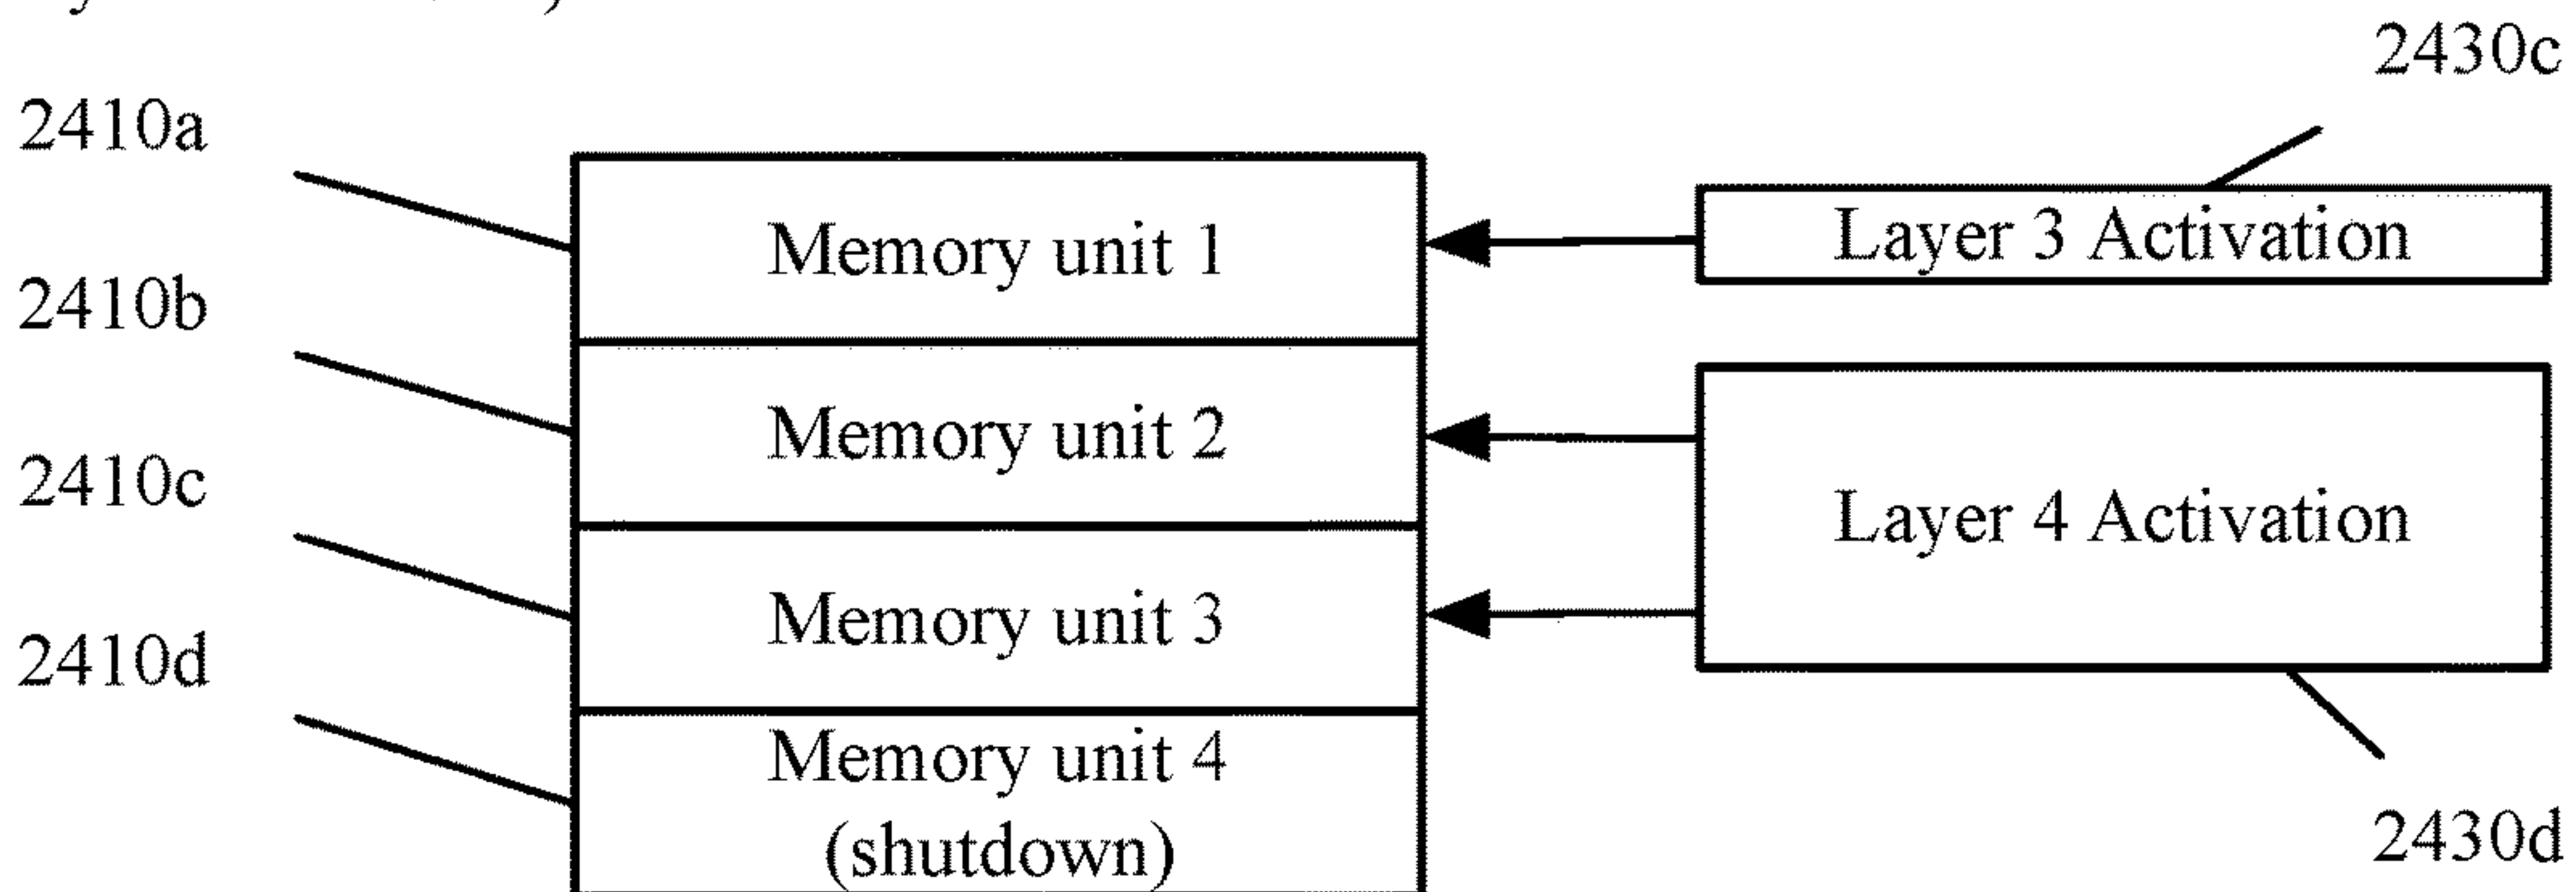 2430c
2410a
Memory unit 1
Layer 3 Activation
2410b
Memory unit 2
2410c
Layer 4 Activation
Memory unit 3
2410d
Memory unit 4
(shutdown)
2430d